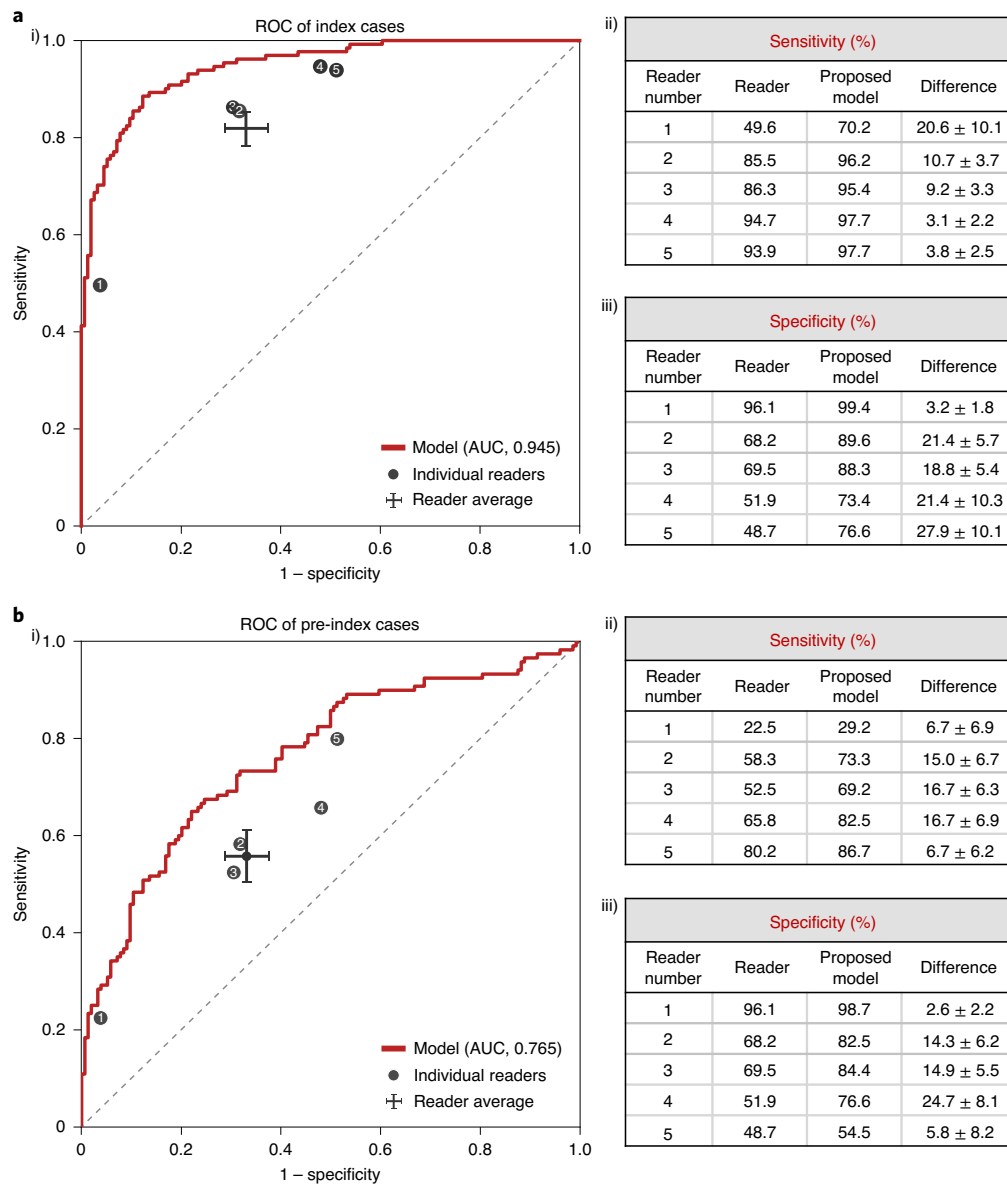 a
i)
ROC of index cases
1.0
0.8
0.6
0.4
0.2
0
Sensitivity
1
2
3
4
5
Model (AUC, 0.945)
Individual readers
Reader average
0 0.2 0.4 0.6 0.8 1.0
1 – specificity
ii)
Sensitivity (%)
Reader number Reader Proposed model Difference
1 49.6 70.2 20.6 ± 10.1
2 85.5 96.2 10.7 ± 3.7
3 86.3 95.4 9.2 ± 3.3
4 94.7 97.7 3.1 ± 2.2
5 93.9 97.7 3.8 ± 2.5
iii)
Specificity (%)
Reader number Reader Proposed model Difference
1 96.1 99.4 3.2 ± 1.8
2 68.2 89.6 21.4 ± 5.7
3 69.5 88.3 18.8 ± 5.4
4 51.9 73.4 21.4 ± 10.3
5 48.7 76.6 27.9 ± 10.1
b
i)
ROC of pre-index cases
1.0
0.8
0.6
0.4
0.2
0
Sensitivity
1
2
3
4
5
Model (AUC, 0.765)
Individual readers
Reader average
0 0.2 0.4 0.6 0.8 1.0
1 – specificity
ii)
Sensitivity (%)
Reader number Reader Proposed model Difference
1 22.5 29.2 6.7 ± 6.9
2 58.3 73.3 15.0 ± 6.7
3 52.5 69.2 16.7 ± 6.3
4 65.8 82.5 16.7 ± 6.9
5 80.2 86.7 6.7 ± 6.2
iii)
Specificity (%)
Reader number Reader Proposed model Difference
1 96.1 98.7 2.6 ± 2.2
2 68.2 82.5 14.3 ± 6.2
3 69.5 84.4 14.9 ± 5.5
4 51.9 76.6 24.7 ± 8.1
5 48.7 54.5 5.8 ± 8.2